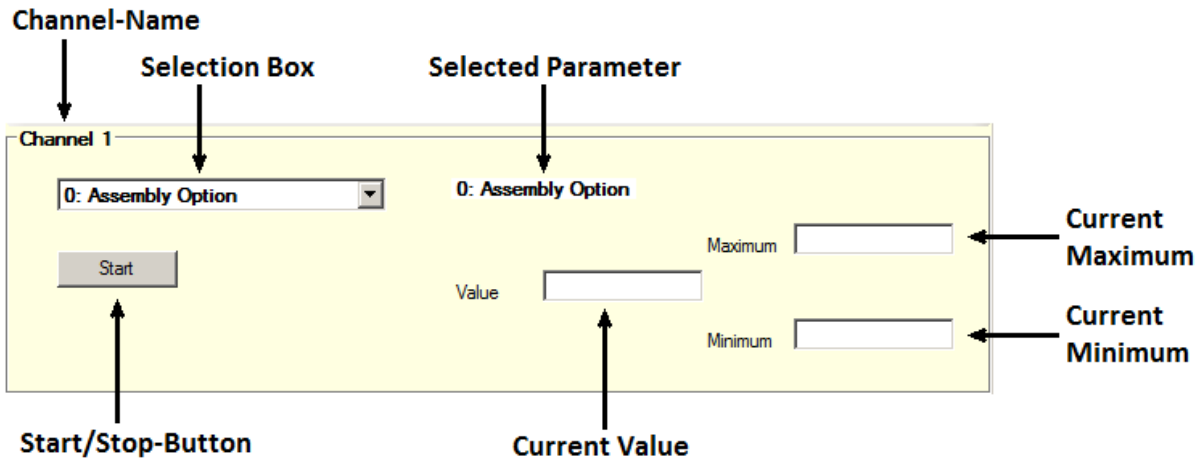 Channel-Name
Selection Box
Selected Parameter
Channel 1
0: Assembly Option
0: Assembly Option
Start
Maximum
Current
Maximum
Value
Minimum
Current
Minimum
Start/Stop-Button
Current Value